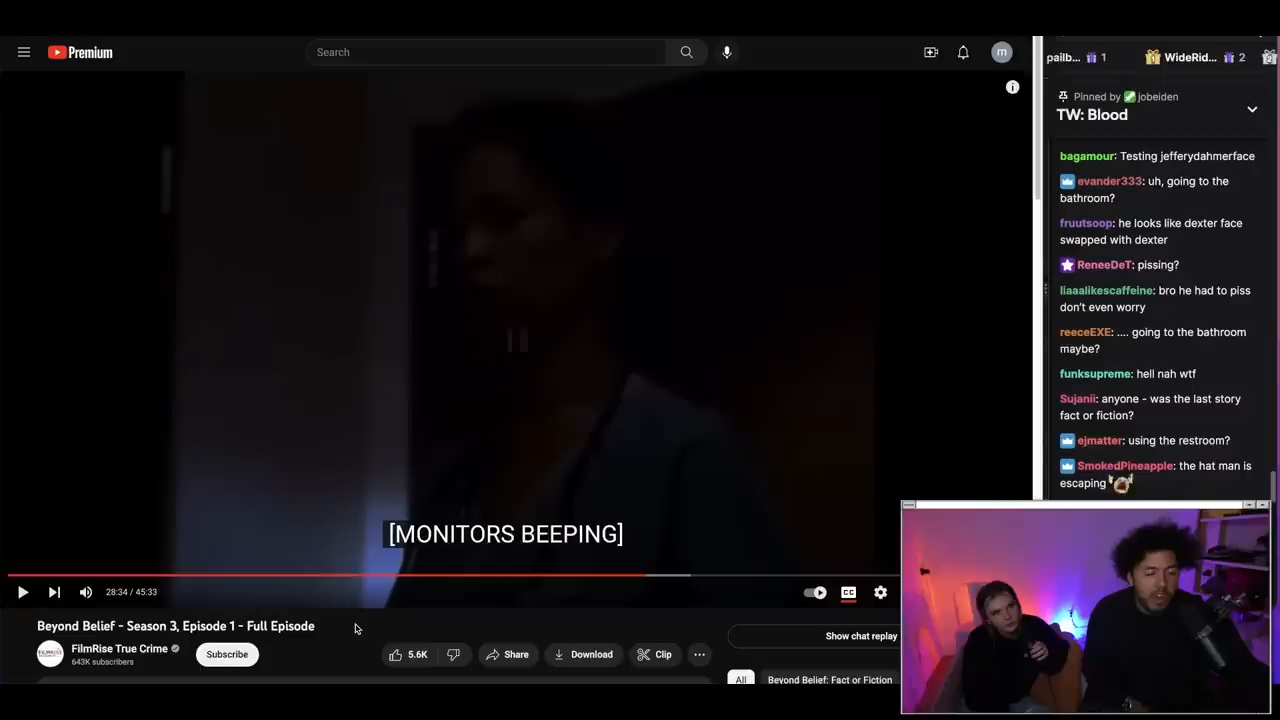 Premium
Search
m
pailb... 1 WideRid... 2
Pinned by jobeiden
TW: Blood
bagamour: Testing jefferydahmerface
evander333: uh, going to the
bathroom?
fruutsoop: he looks like dexter face
swapped with dexter
ReneeDeT: pissing?
liaaalikescaffeine: bro he had to piss
don't even worry
reeceEXE: .... going to the bathroom
maybe?
funksupreme: hell nah wtf
Sujanii: anyone - was the last story
fact or fiction?
ejmatter: using the restroom?
SmokedPineapple: the hat man is
escaping
[MONITORS BEEPING]
28:34 / 45:33
CC
Beyond Belief - Season 3, Episode 1 - Full Episode
FilmRise True Crime
643K subscribers
Subscribe
5.6K
Share
Download
Clip
Show chat replay
All
Beyond Belief: Fact or Fiction